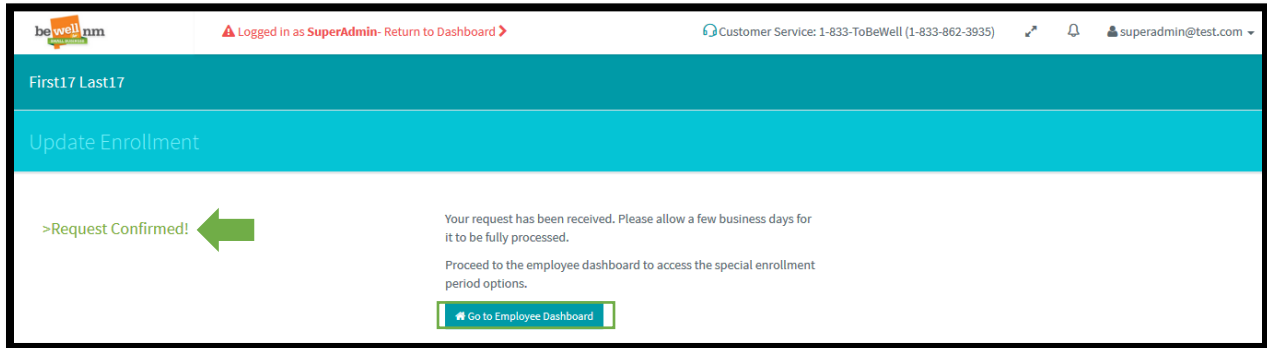 be well nm
Logged in as SuperAdmin- Return to Dashboard
Customer Service: 1-833-ToBeWell (1-833-862-3935)
superadmin@test.com
First17 Last17
Update Enrollment
>Request Confirmed!
Your request has been received. Please allow a few business days for
it to be fully processed.
Proceed to the employee dashboard to access the special enrollment
period options.
Go to Employee Dashboard